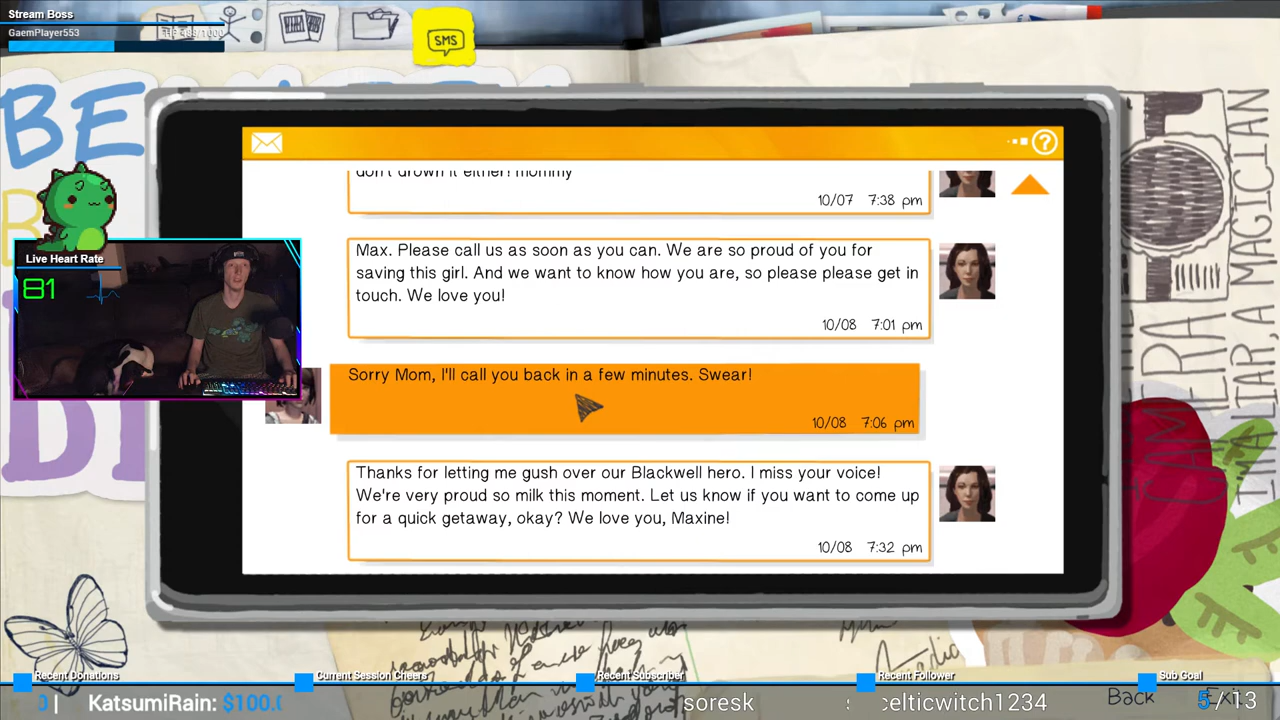 Stream Boss
GaemPlayer553
SMS
BE
Live Heart Rate
81
don't drown it either! mommy
10/07 7:38 pm
Max. Please call us as soon as you can. We are so proud of you for
saving this girl. And we want to know how you are, so please please get in
touch. We love you!
10/08 7:01 pm
Sorry Mom, I'll call you back in a few minutes. Swear!
10/08 7:06 pm
Thanks for letting me gush over our Blackwell hero. I miss your voice!
We're very proud so milk this moment. Let us know if you want to come up
for a quick getaway, okay? We love you, Maxine!
10/08 7:32 pm
A MAGICIAN
Recent Donations
Current Session Cheers
Recent Subscriber
Recent Follower
Sub Goal
KatsumiRain: $100.0
soresk
celticwitch1234
Back
Exit
5 / 13